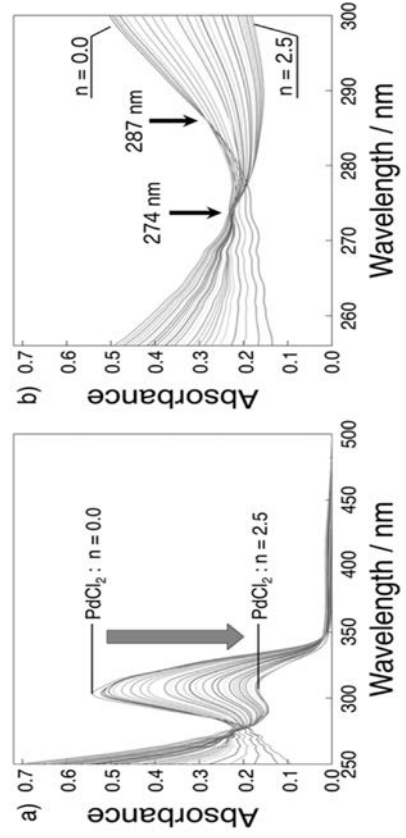 a)
Absorbance
0.7
0.6
0.5
0.4
0.3
0.2
0.1
0.0
PdCl₂ : n = 0.0
PdCl₂ : n = 2.5
250
300
350
400
450
500
Wavelength / nm
b)
Absorbance
0.7
0.6
0.5
0.4
0.3
0.2
0.1
0.0
274 nm
287 nm
n = 0.0
n = 2.5
260
270
280
290
300
Wavelength / nm